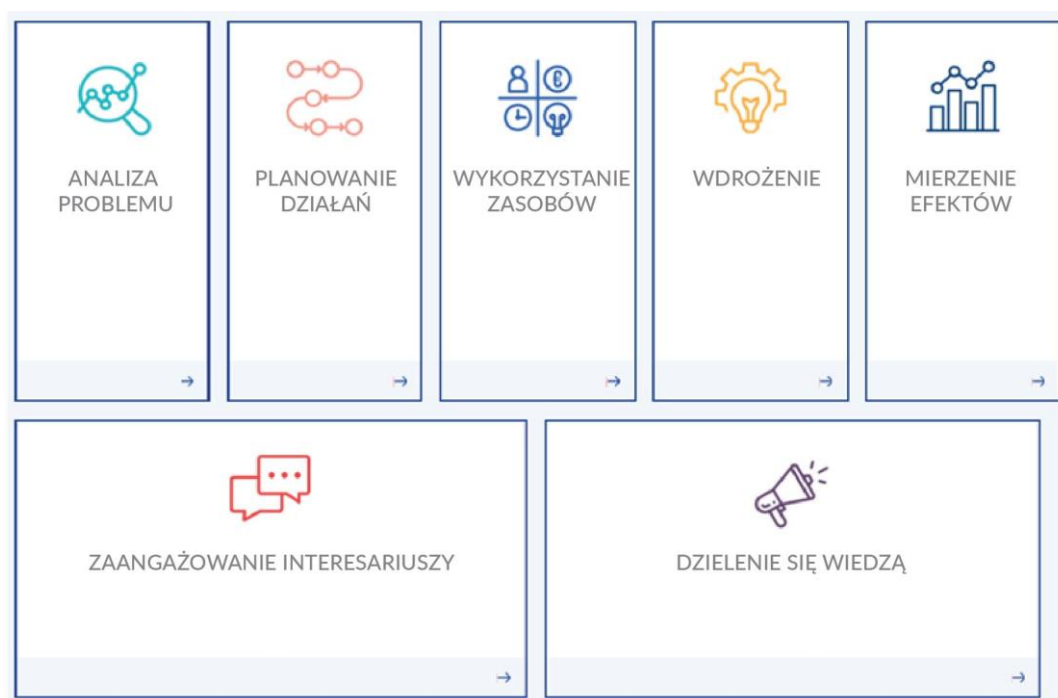 ANALIZA
PROBLEMU
PLANOWANIE
DZIAŁAŃ
WYKORZYSTANIE
ZASOBÓW
WDROŻENIE
MIERZENIE
EFEKTÓW
ZAANGAŻOWANIE INTERESARIUSZY
DZIELENIE SIĘ WIEDZĄ